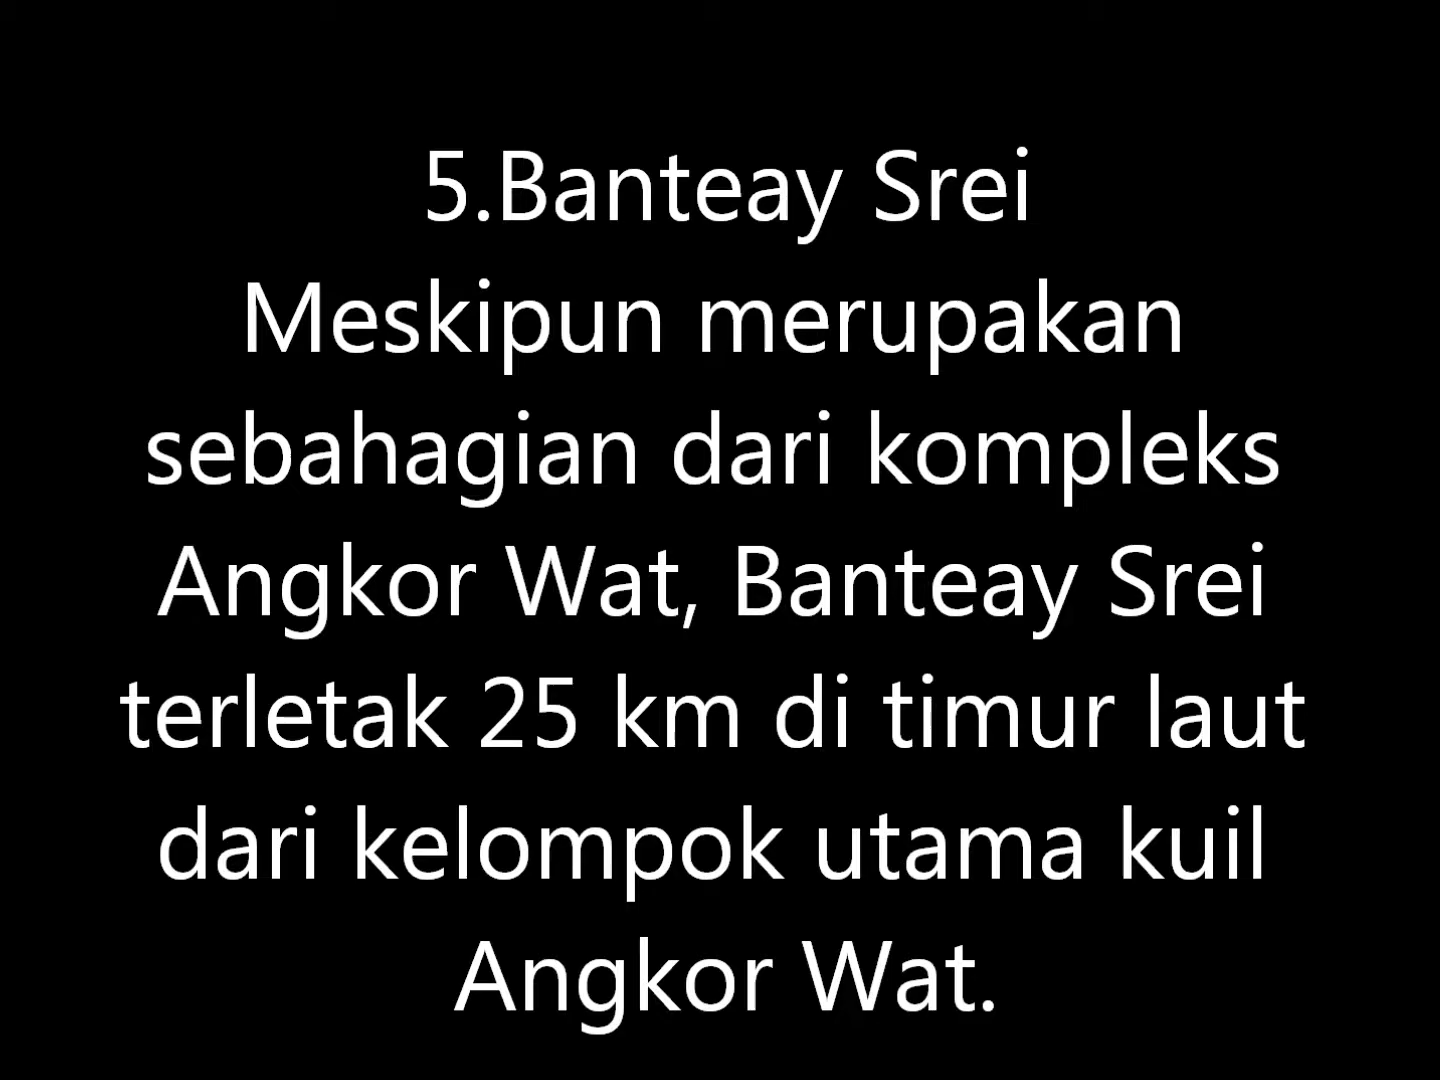 5.Banteay Srei
Meskipun merupakan
sebahagian dari kompleks
Angkor Wat, Banteay Srei
terletak 25 km di timur laut
dari kelompok utama kuil
Angkor Wat.